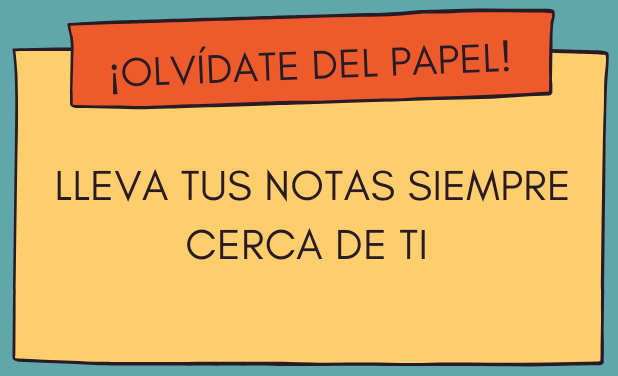 ¡OLVÍDATE DEL PAPEL!
LLEVA TUS NOTAS SIEMPRE
CERCA DE TI